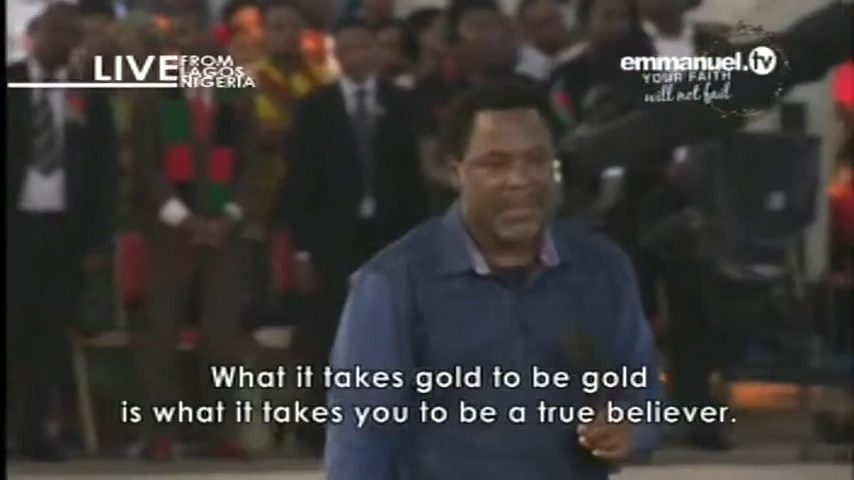 LIVE FROM
LAGOS,
NIGERIA
emmanuel.tv
YOUR FAITH
will not fail
What it takes gold to be gold
is what it takes you to be a true believer.